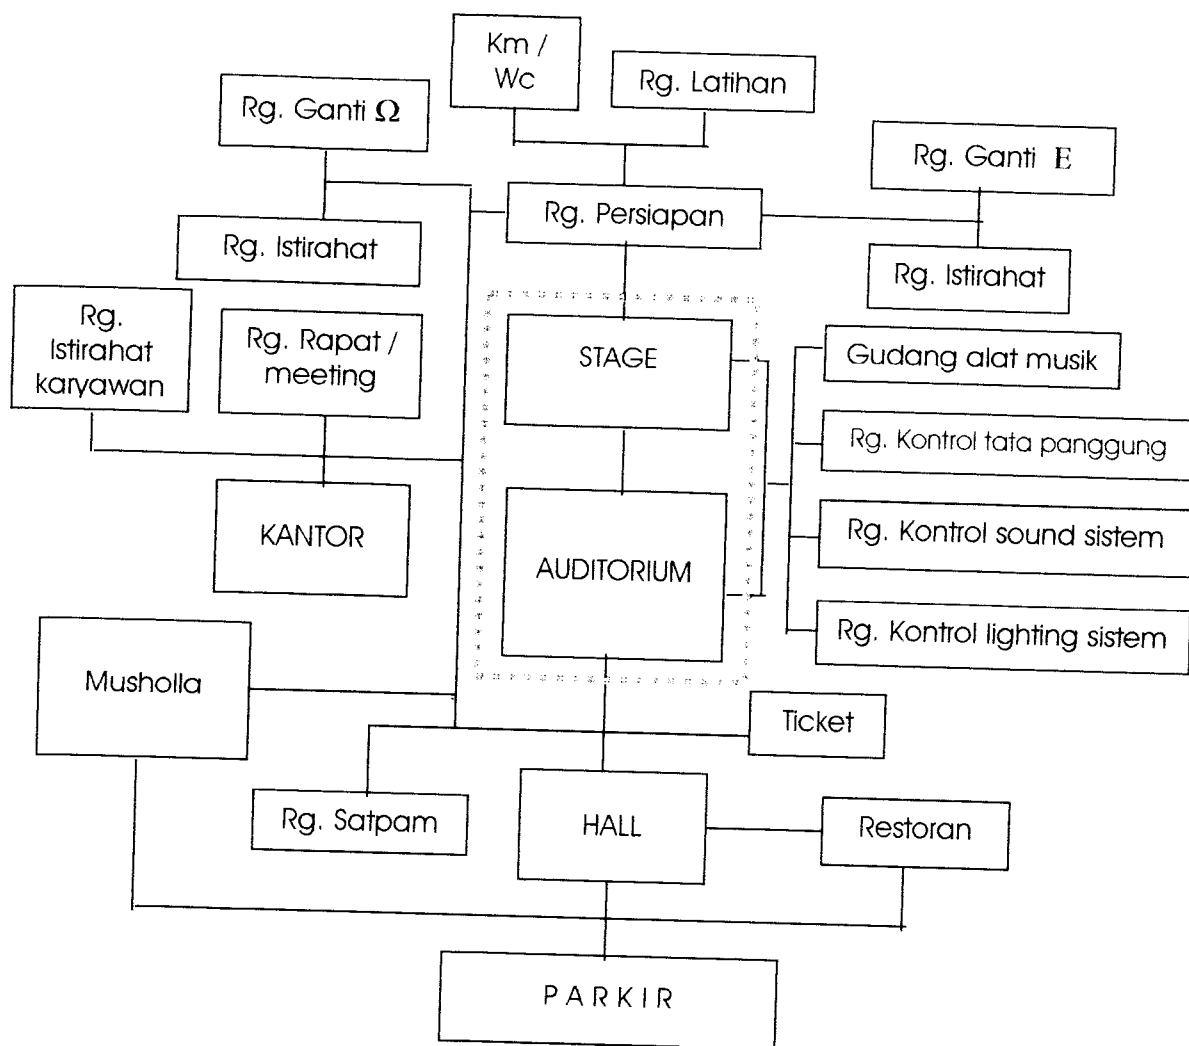 Km /
Wc
Rg. Latihan
Rg. Ganti Ω
Rg. Ganti E
Rg. Persiapan
Rg. Istirahat
Rg. Istirahat
Rg.
Istirahat
karyawan
Rg. Rapat /
meeting
STAGE
Gudang alat musik
Rg. Kontrol tata panggung
KANTOR
AUDITORIUM
Rg. Kontrol sound sistem
Rg. Kontrol lighting sistem
Musholla
Ticket
Rg. Satpam
HALL
Restoran
PARKIR